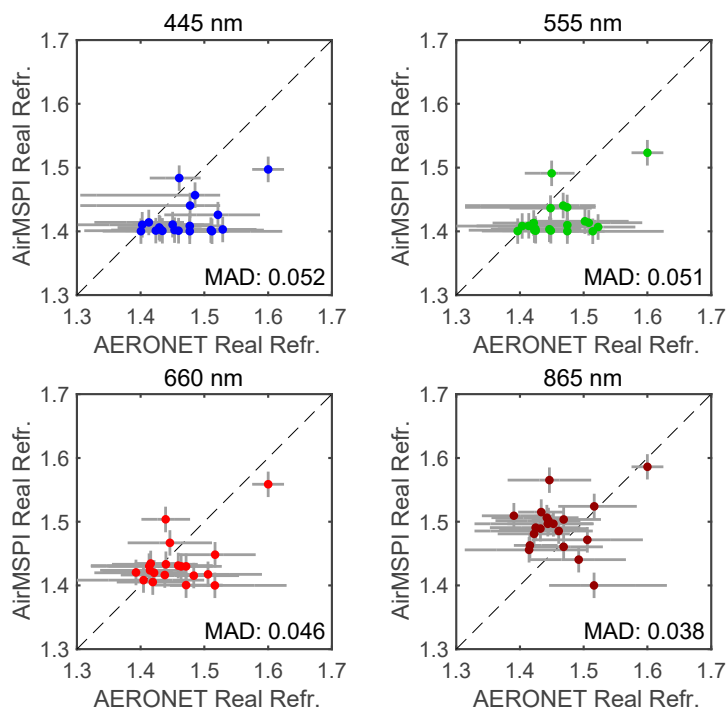 445 nm
1.7
1.6
1.5
1.4
1.3
1.3 1.4 1.5 1.6 1.7
AirMSPI Real Refr.
AERONET Real Refr.
MAD: 0.052
555 nm
1.7
1.6
1.5
1.4
1.3
1.3 1.4 1.5 1.6 1.7
AirMSPI Real Refr.
AERONET Real Refr.
MAD: 0.051
660 nm
1.7
1.6
1.5
1.4
1.3
1.3 1.4 1.5 1.6 1.7
AirMSPI Real Refr.
AERONET Real Refr.
MAD: 0.046
865 nm
1.7
1.6
1.5
1.4
1.3
1.3 1.4 1.5 1.6 1.7
AirMSPI Real Refr.
AERONET Real Refr.
MAD: 0.038